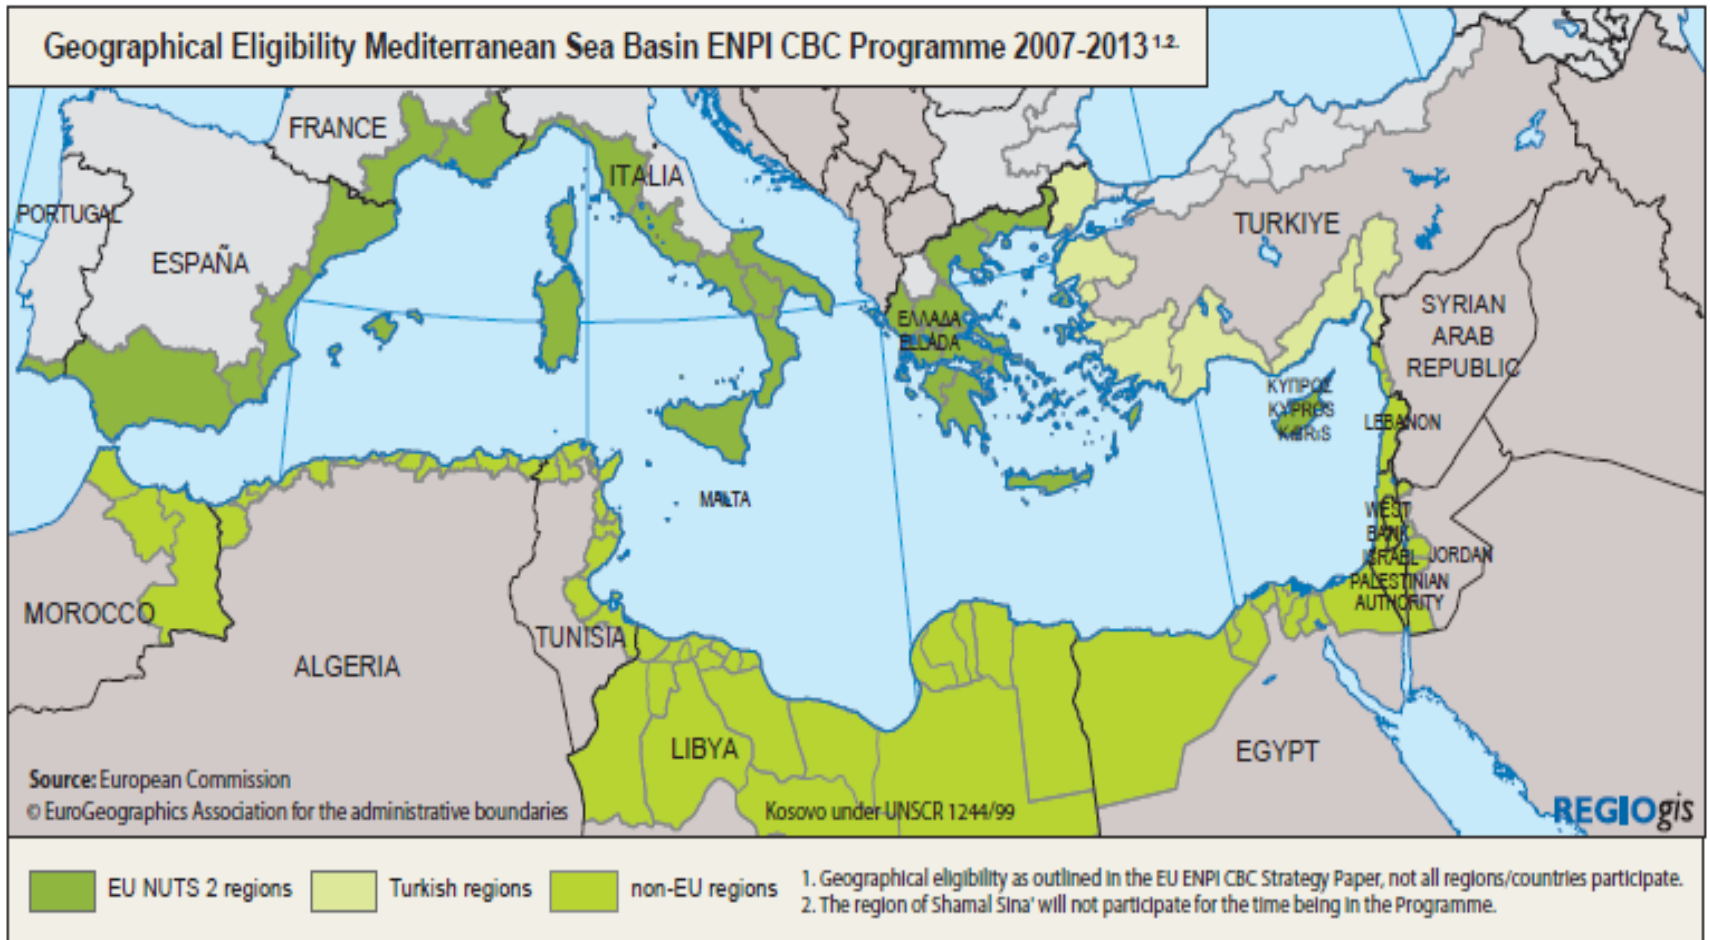 Geographical Eligibility Mediterranean Sea Basin ENPI CBC Programme 2007-2013 1.2.
FRANCE
ITALIA
PORTUGAL
ESPAÑA
TURKIYE
SYRIAN
ARAB
REPUBLIC
ΕΛΛΑΔΑ
ELLADA
ΚΥΠΡΟΣ
KYPROS
KIBRIS
LEBANON
MALTA
WEST
BANK
ISRAEL
JORDAN
PALESTINIAN
AUTHORITY
MOROCCO
ALGERIA
TUNISIA
LIBYA
EGYPT
Source: European Commission
© EuroGeographics Association for the administrative boundaries
Kosovo under UNSCR 1244/99
REGIOgis
EU NUTS 2 regions
Turkish regions
non-EU regions
1. Geographical eligibility as outlined in the EU ENPI CBC Strategy Paper, not all regions/countries participate.
2. The region of Shamal Sina' will not participate for the time being in the Programme.